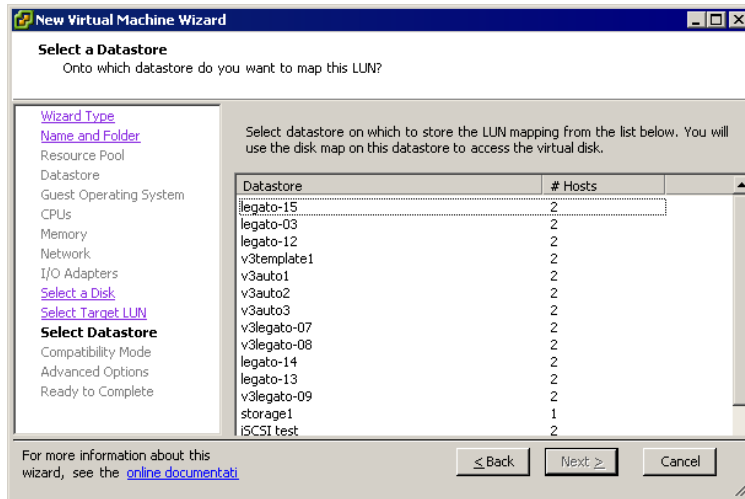 New Virtual Machine Wizard
Select a Datastore
Onto which datastore do you want to map this LUN?
Wizard Type
Name and Folder
Resource Pool
Datastore
Guest Operating System
CPUs
Memory
Network
I/O Adapters
Select a Disk
Select Target LUN
Select Datastore
Compatibility Mode
Advanced Options
Ready to Complete
Select datastore on which to store the LUN mapping from the list below. You will
use the disk map on this datastore to access the virtual disk.
Datastore # Hosts
legato-15 2
legato-03 2
legato-12 2
v3template1 2
v3auto1 2
v3auto2 2
v3auto3 2
v3legato-07 2
v3legato-08 2
legato-14 2
legato-13 2
v3legato-09 2
storage1 1
iSCSI test 2
For more information about this
wizard, see the online documentati
< Back Next > Cancel